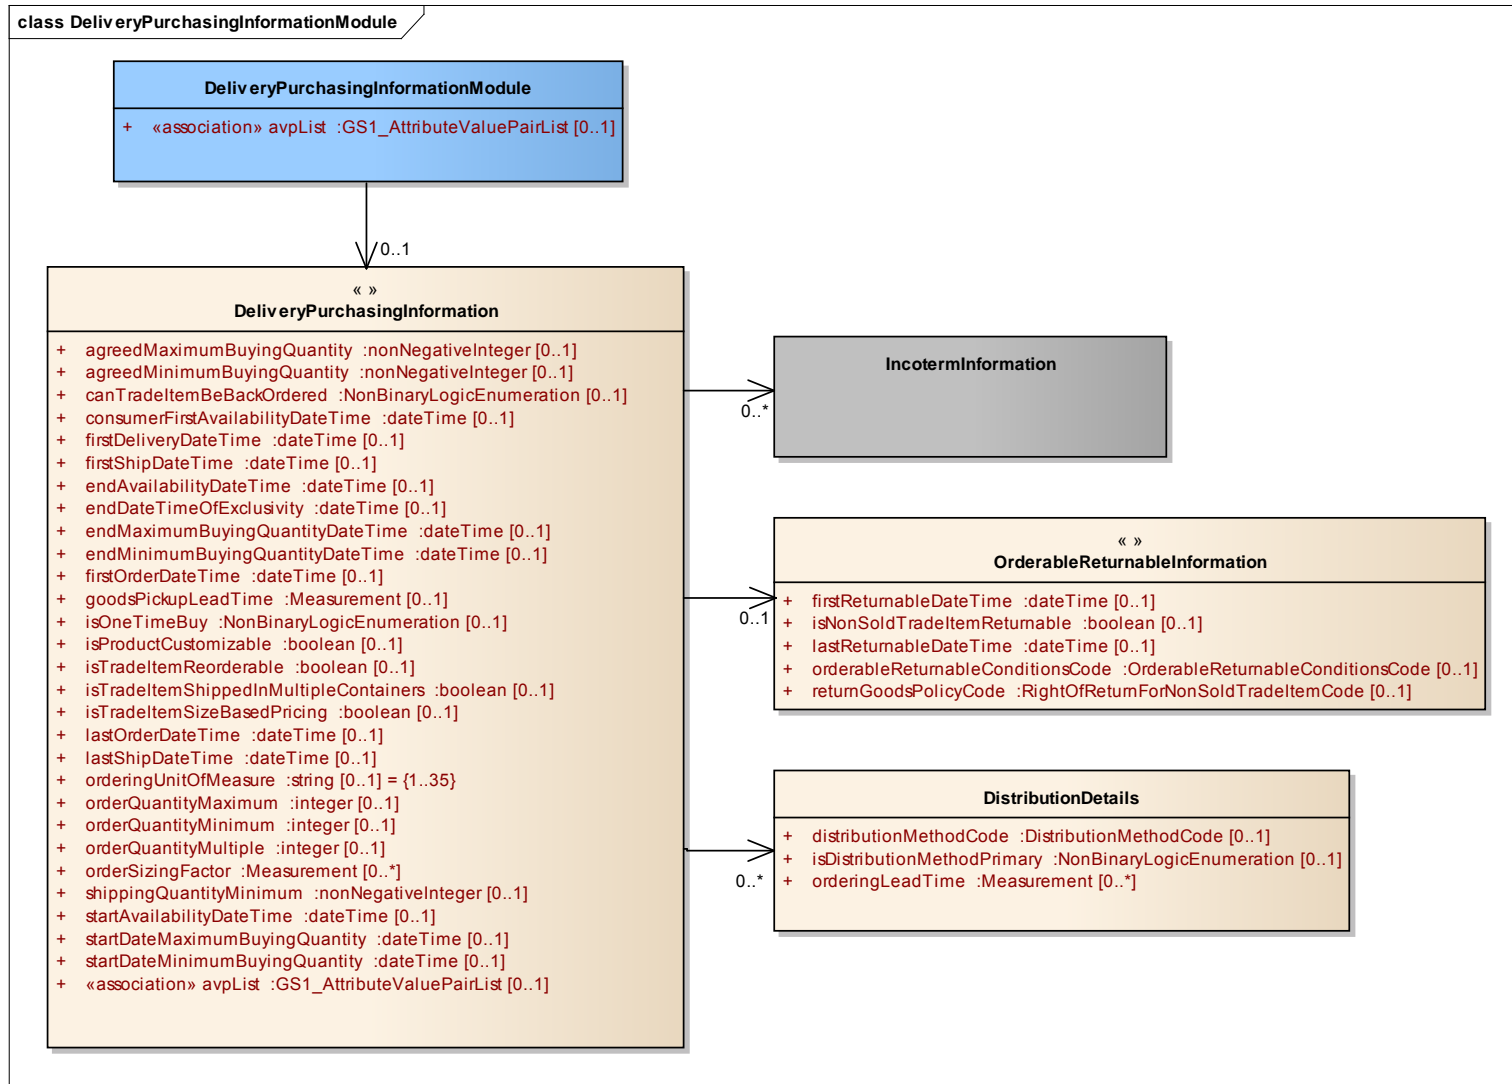 class DeliveryPurchasingInformationModule
DeliveryPurchasingInformationModule
+ «association» avpList :GS1_AttributeValuePairList [0..1]
0..1
« »
DeliveryPurchasingInformation
+ agreedMaximumBuyingQuantity :nonNegativeInteger [0..1]
+ agreedMinimumBuyingQuantity :nonNegativeInteger [0..1]
+ canTradeItemBeBackOrdered :NonBinaryLogicEnumeration [0..1]
+ consumerFirstAvailabilityDateTime :dateTime [0..1]
+ firstDeliveryDateTime :dateTime [0..1]
+ firstShipDateTime :dateTime [0..1]
+ endAvailabilityDateTime :dateTime [0..1]
+ endDateTimeOfExclusivity :dateTime [0..1]
+ endMaximumBuyingQuantityDateTime :dateTime [0..1]
+ endMinimumBuyingQuantityDateTime :dateTime [0..1]
+ firstOrderDateTime :dateTime [0..1]
+ goodsPickupLeadTime :Measurement [0..1]
+ isOneTimeBuy :NonBinaryLogicEnumeration [0..1]
+ isProductCustomizable :boolean [0..1]
+ isTradeItemReorderable :boolean [0..1]
+ isTradeItemShippedInMultipleContainers :boolean [0..1]
+ isTradeItemSizeBasedPricing :boolean [0..1]
+ lastOrderDateTime :dateTime [0..1]
+ lastShipDateTime :dateTime [0..1]
+ orderingUnitOfMeasure :string [0..1] = {1..35}
+ orderQuantityMaximum :integer [0..1]
+ orderQuantityMinimum :integer [0..1]
+ orderQuantityMultiple :integer [0..1]
+ orderSizingFactor :Measurement [0..*]
+ shippingQuantityMinimum :nonNegativeInteger [0..1]
+ startAvailabilityDateTime :dateTime [0..1]
+ startDateMaximumBuyingQuantity :dateTime [0..1]
+ startDateMinimumBuyingQuantity :dateTime [0..1]
+ «association» avpList :GS1_AttributeValuePairList [0..1]
IncotermInformation
0..*
« »
OrderableReturnableInformation
+ firstReturnableDateTime :dateTime [0..1]
+ isNonSoldTradeItemReturnable :boolean [0..1]
+ lastReturnableDateTime :dateTime [0..1]
+ orderableReturnableConditionsCode :OrderableReturnableConditionsCode [0..1]
+ returnGoodsPolicyCode :RightOfReturnForNonSoldTradeItemCode [0..1]
0..1
DistributionDetails
+ distributionMethodCode :DistributionMethodCode [0..1]
+ isDistributionMethodPrimary :NonBinaryLogicEnumeration [0..1]
+ orderingLeadTime :Measurement [0..*]
0..*